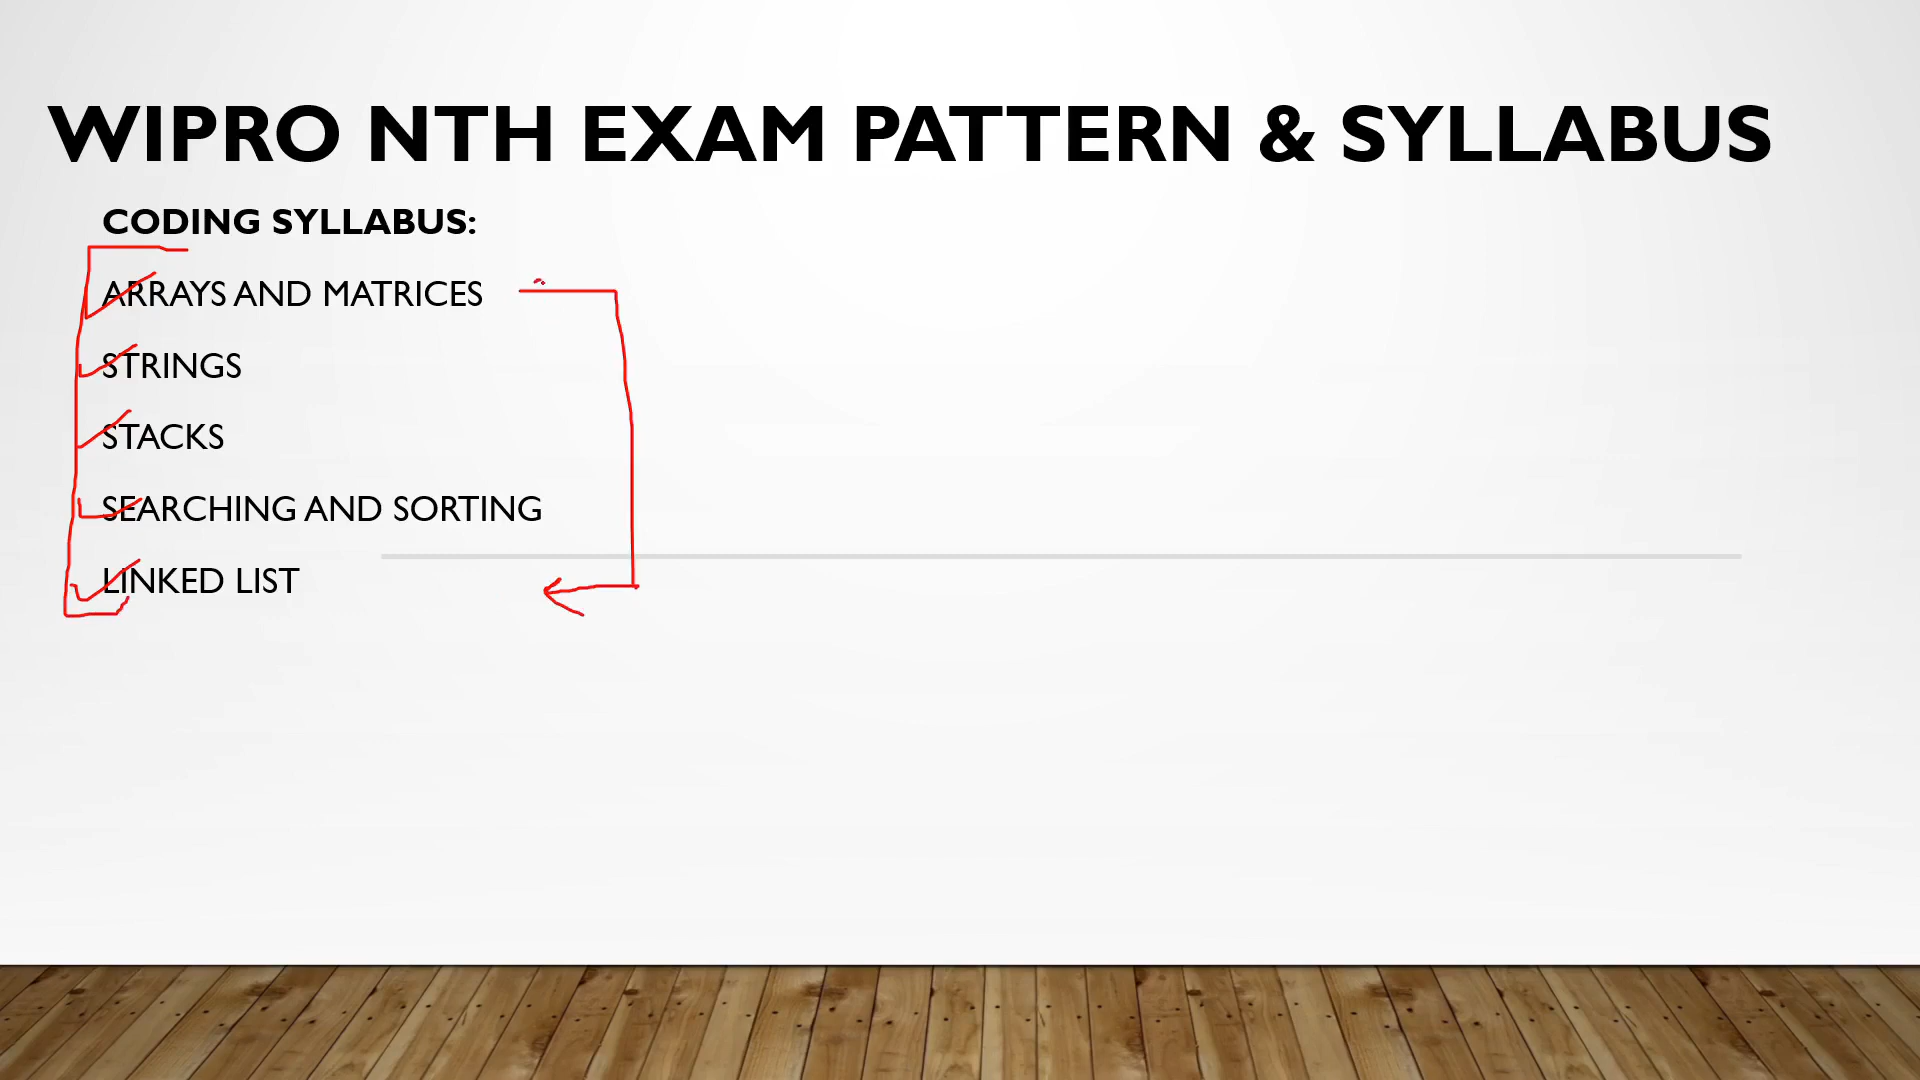 WIPRO NTH EXAM PATTERN & SYLLABUS
CODING SYLLABUS:
ARRAYS AND MATRICES
STRINGS
STACKS
SEARCHING AND SORTING
LINKED LIST